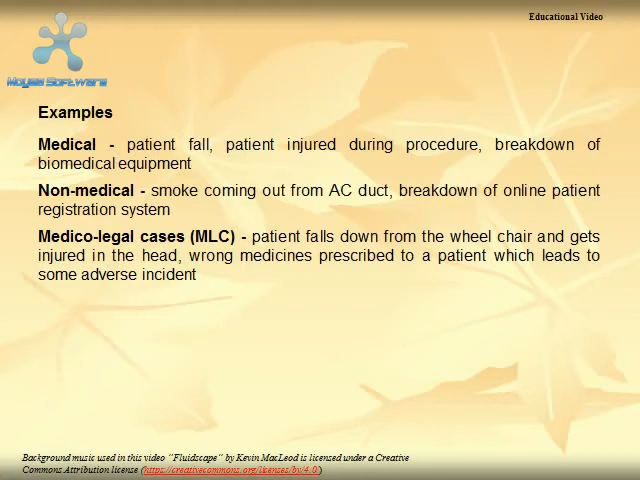 Educational Video
Moyea Software
Examples
Medical - patient fall, patient injured during procedure, breakdown of
biomedical equipment
Non-medical - smoke coming out from AC duct, breakdown of online patient
registration system
Medico-legal cases (MLC) - patient falls down from the wheel chair and gets
injured in the head, wrong medicines prescribed to a patient which leads to
some adverse incident
Background music used in this video "Fluidscape" by Kevin MacLeod is licensed under a Creative
Commons Attribution license (https://creativecommons.org/licenses/by/4.0/)